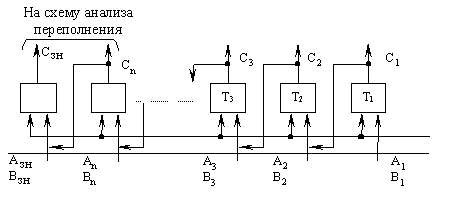 На схему анализа
переполнения
Cзн Cn C3 C2 C1
T3 T2 T1
Aзн An A3 A2 A1
Bзн Bn B3 B2 B1